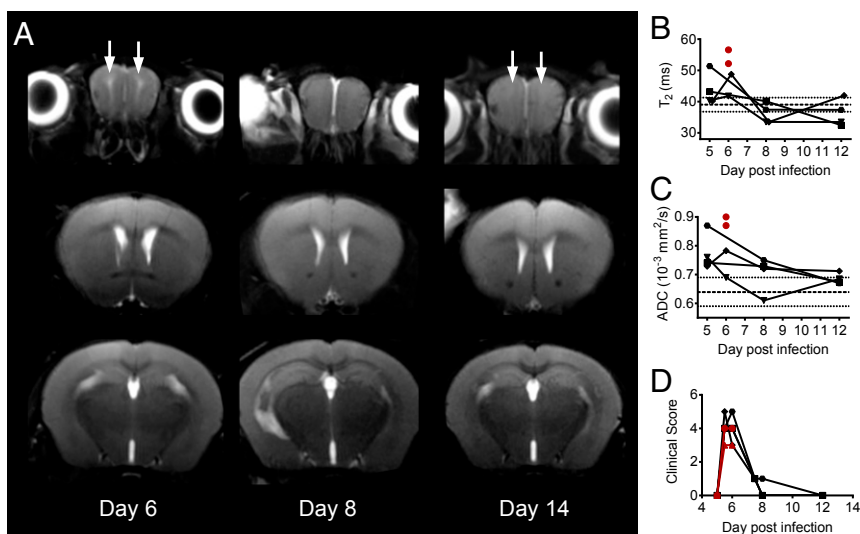 A
Day 6
Day 8
Day 14
B
T2 (ms)
60
50
40
30
5 6 7 8 9 10 11 12
Day post infection
C
ADC (10⁻³ mm²/s)
0.9
0.8
0.7
0.6
5 6 7 8 9 10 11 12
Day post infection
D
Clinical Score
6
4
2
0
4 6 8 10 12 14
Day post infection